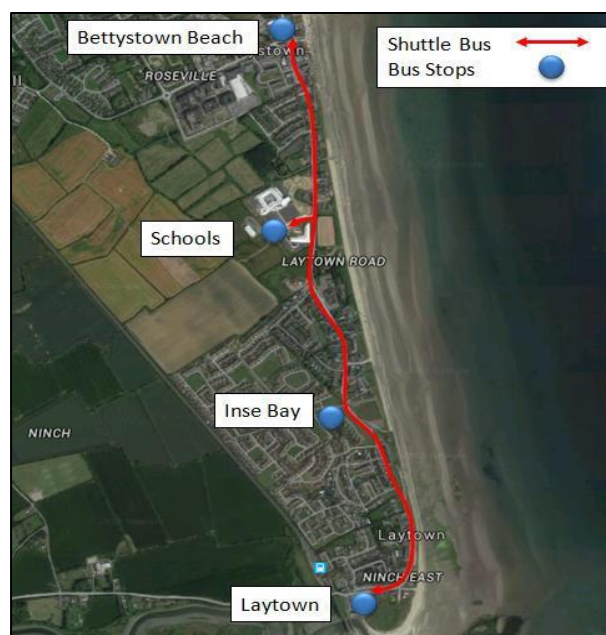 Bettystown Beach
Shuttle Bus
Bus Stops
ROSEVILLE
Schools
LAYTOWN ROAD
Inse Bay
NINCH
Laytown
NINCH EAST
Laytown